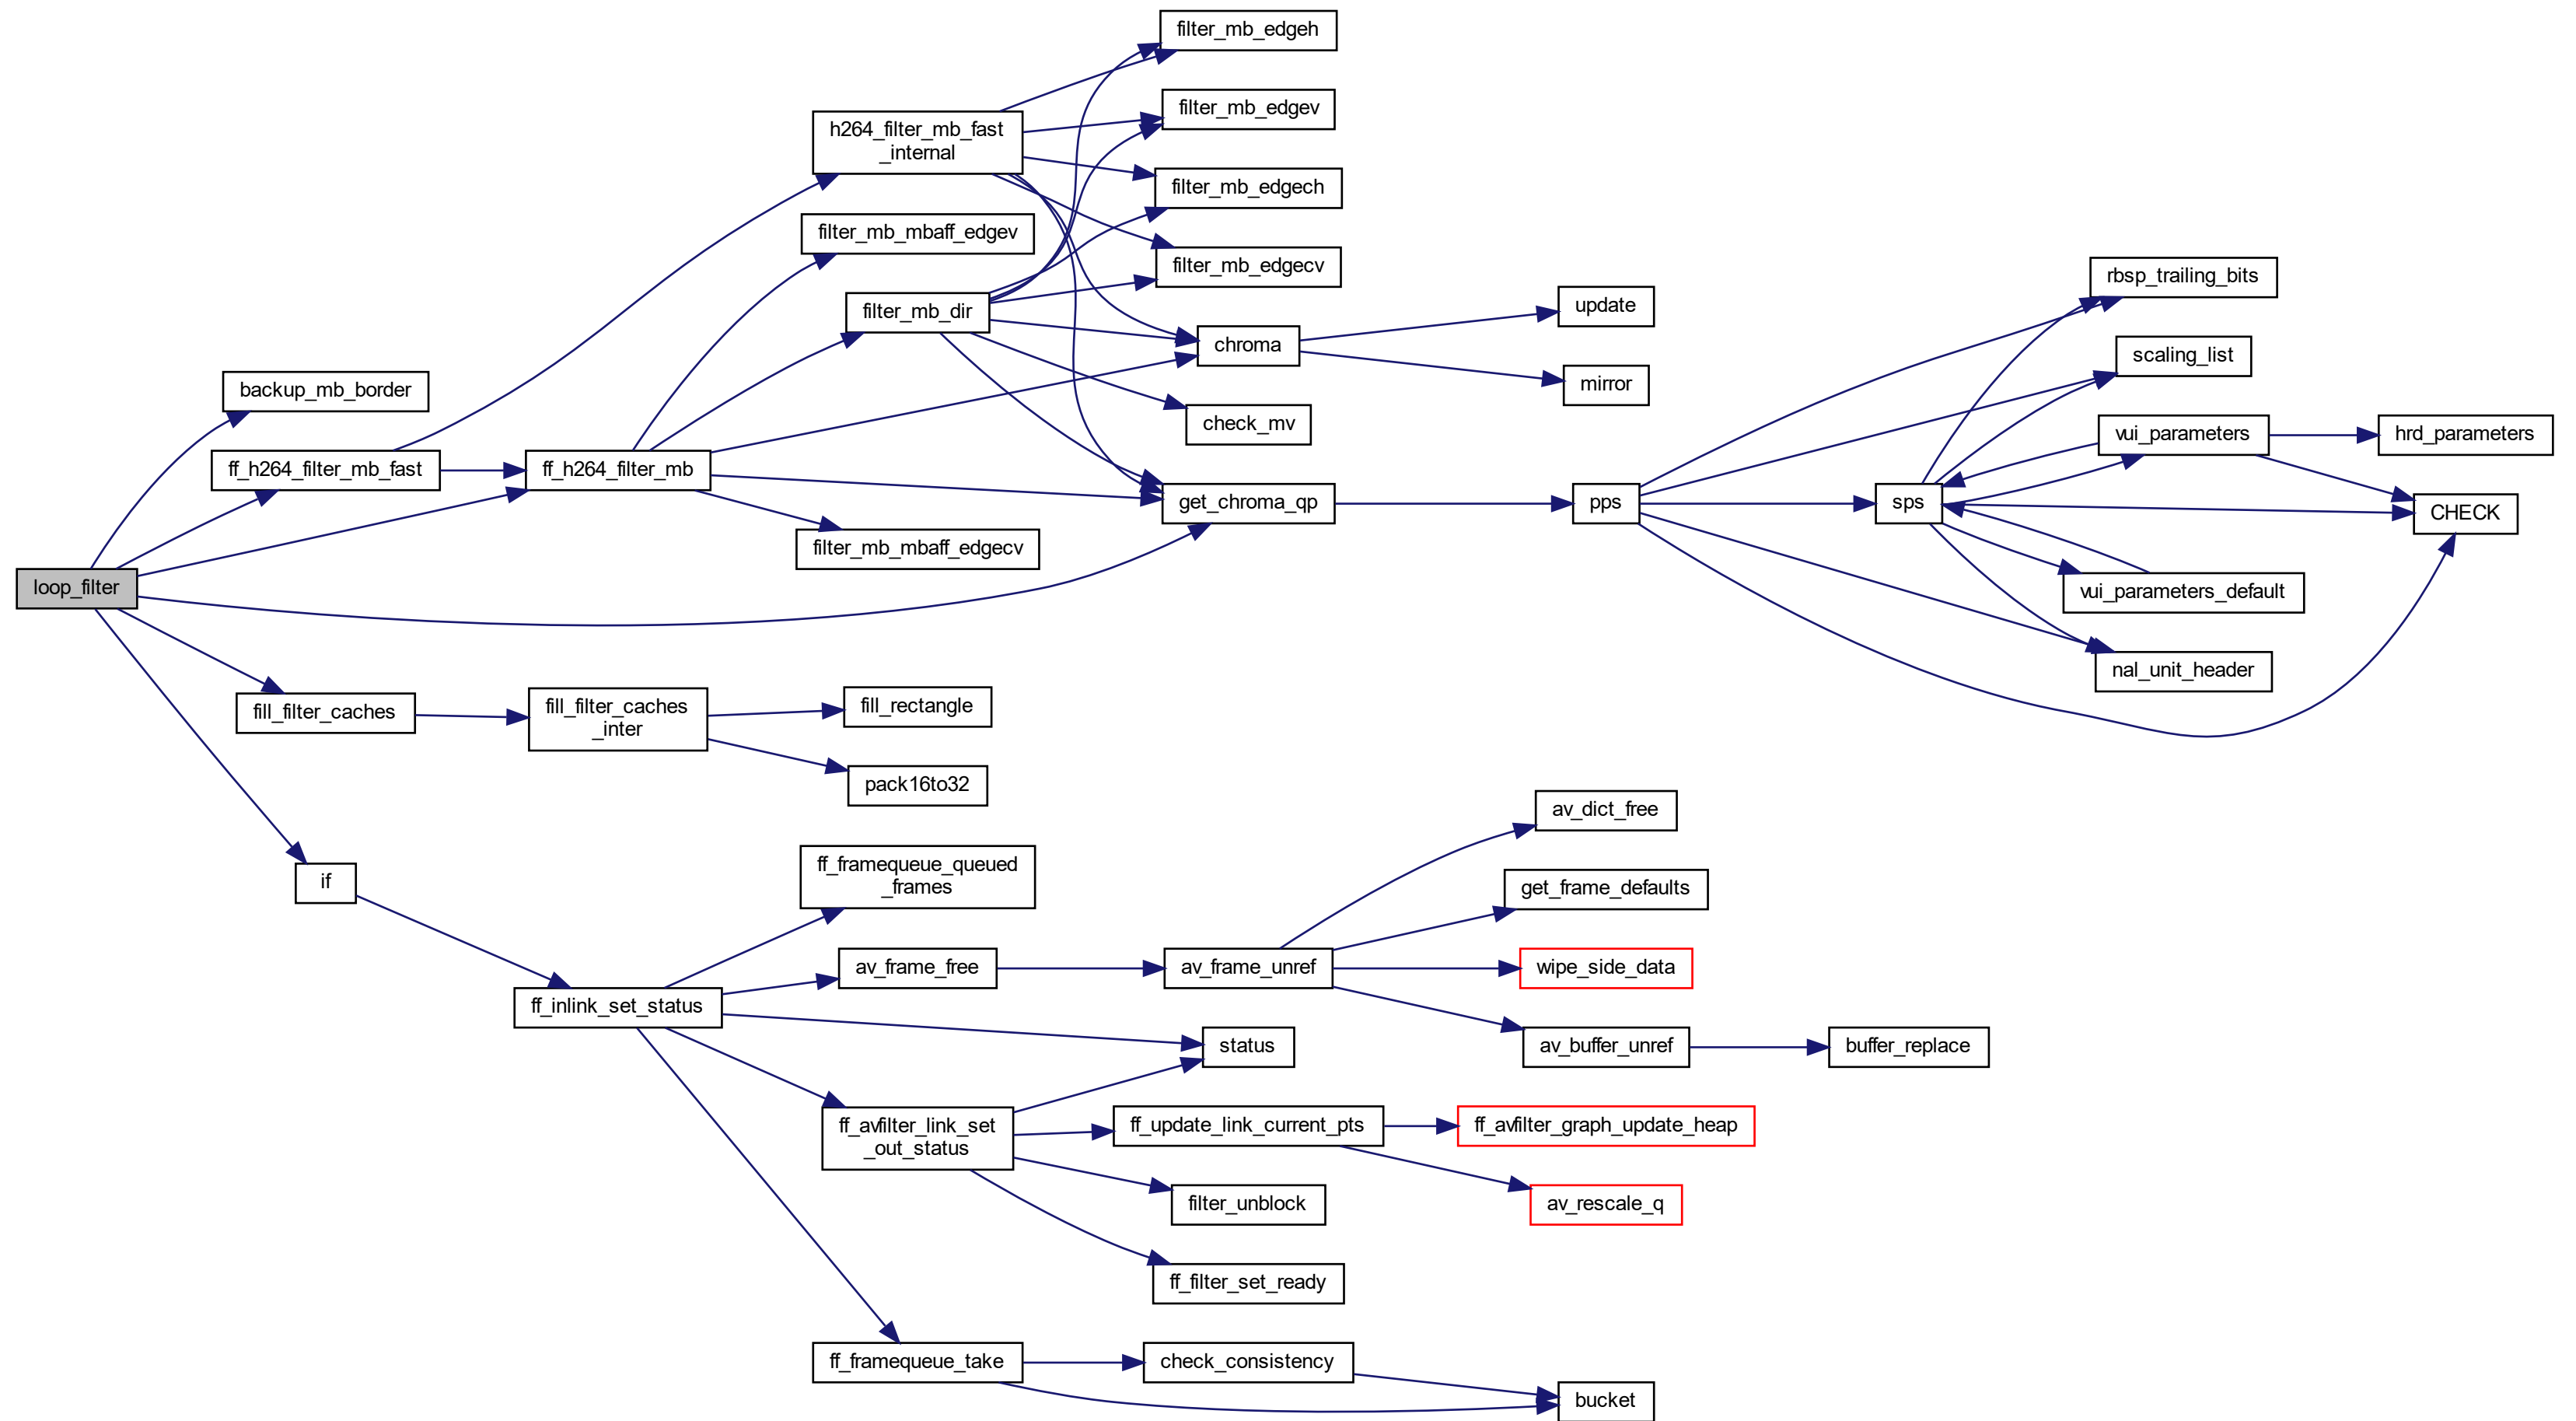 filter_mb_edgeh
filter_mb_edgev
h264_filter_mb_fast
_internal
filter_mb_edgech
filter_mb_mbaff_edgev
filter_mb_edgecv
rbsp_trailing_bits
filter_mb_dir
update
chroma
scaling_list
backup_mb_border
mirror
check_mv
vui_parameters
hrd_parameters
ff_h264_filter_mb_fast
ff_h264_filter_mb
get_chroma_qp
pps
sps
CHECK
filter_mb_mbaff_edgecv
loop_filter
vui_parameters_default
nal_unit_header
fill_filter_caches
fill_filter_caches
_inter
fill_rectangle
pack16to32
av_dict_free
if
ff_framequeue_queued
_frames
get_frame_defaults
av_frame_free
av_frame_unref
wipe_side_data
ff_inlink_set_status
status
av_buffer_unref
buffer_replace
ff_avfilter_link_set
_out_status
ff_update_link_current_pts
ff_avfilter_graph_update_heap
filter_unblock
av_rescale_q
ff_filter_set_ready
ff_framequeue_take
check_consistency
bucket